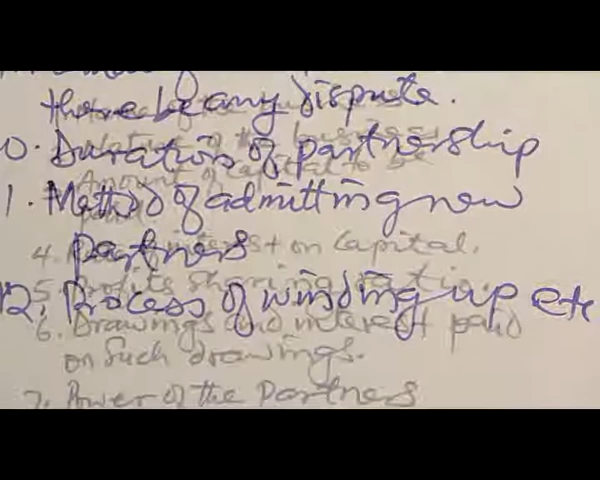 there be any dispute.
0. Duration of partnership
Amount of capital to be
1. Method of admitting new
partners
4. interest on capital.
5. Profits sharing ratio.
12. Process of winding up etc
6. Drawings and interest paid
on such drawings.
7. Power of the Partners